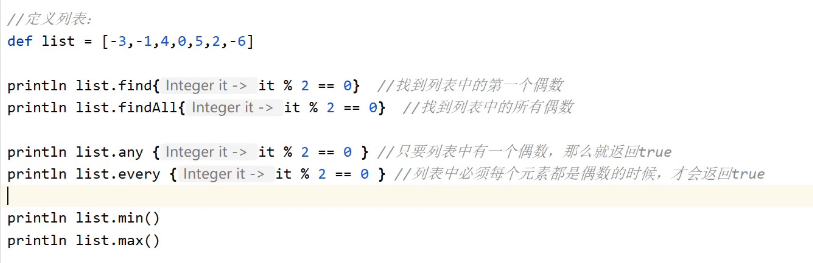 //定义列表:
def list = [-3,-1,4,0,5,2,-6]
println list.find{ Integer it -> it % 2 == 0}  //找到列表中的第一个偶数
println list.findAll{ Integer it -> it % 2 == 0}  //找到列表中的所有偶数
println list.any { Integer it -> it % 2 == 0 } //只要列表中有一个偶数，那么就返回true
println list.every { Integer it -> it % 2 == 0 } //列表中必须每个元素都是偶数的时候，才会返回true
println list.min()
println list.max()